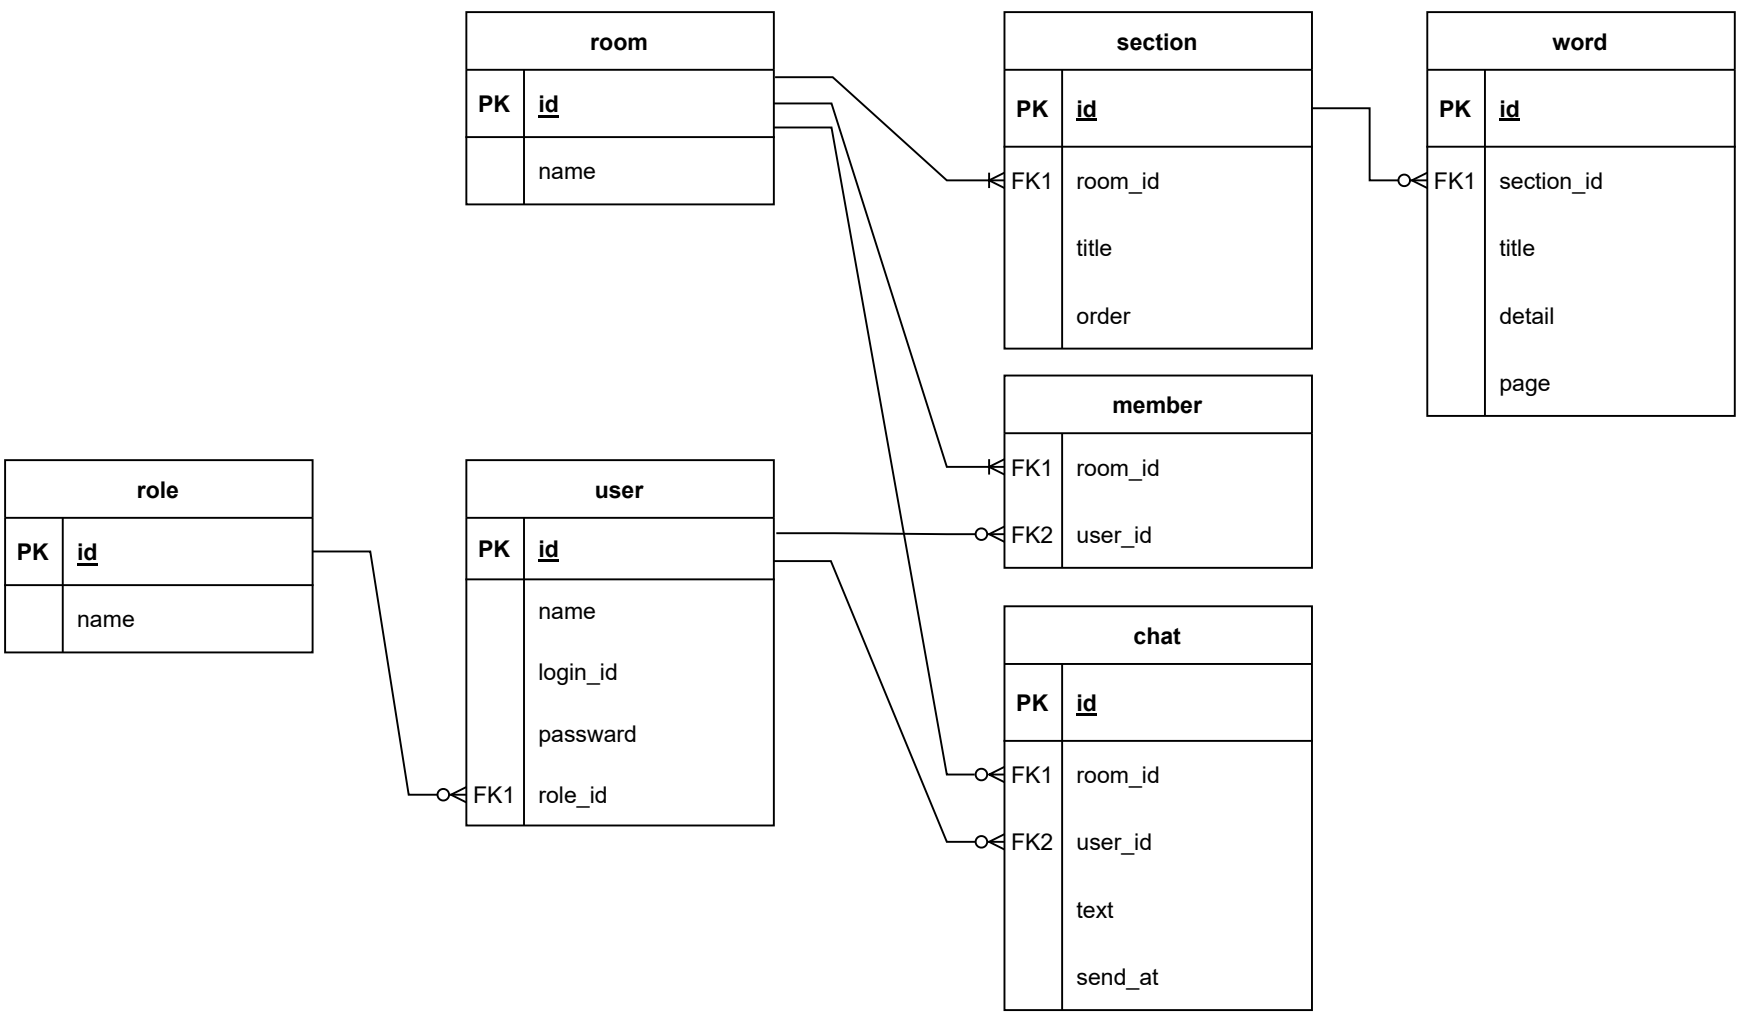 room
PK id
name
section
PK id
FK1 room_id
title
order
word
PK id
FK1 section_id
title
detail
page
member
FK1 room_id
FK2 user_id
role
PK id
name
user
PK id
name
login_id
passward
FK1 role_id
chat
PK id
FK1 room_id
FK2 user_id
text
send_at